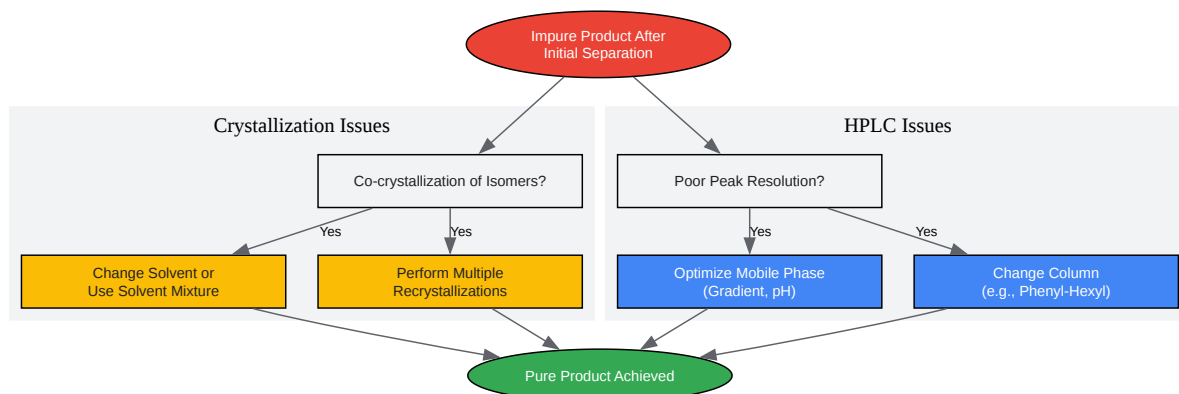 Impure Product After
Initial Separation
Crystallization Issues
HPLC Issues
Co-crystallization of Isomers?
Poor Peak Resolution?
Yes
Yes
Yes
Yes
Change Solvent or
Use Solvent Mixture
Perform Multiple
Recrystallizations
Optimize Mobile Phase
(Gradient, pH)
Change Column
(e.g., Phenyl-Hexyl)
Pure Product Achieved